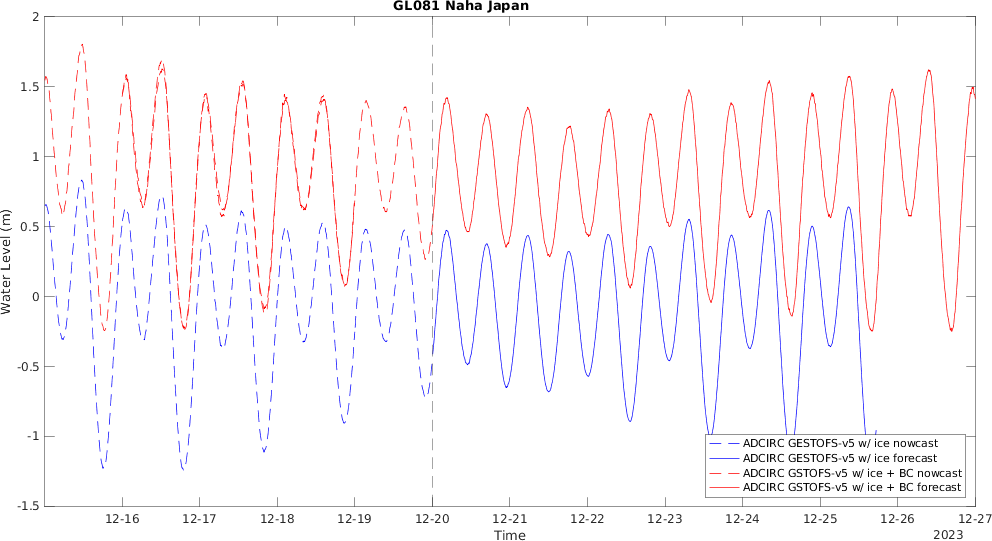 GL081 Naha Japan
2
1.5
1
0.5
0
-0.5
-1
-1.5
Water Level (m)
ADCIRC GESTOFS-v5 w/ ice nowcast
ADCIRC GESTOFS-v5 w/ ice forecast
ADCIRC GSTOFS-v5 w/ ice + BC nowcast
ADCIRC GSTOFS-v5 w/ ice + BC forecast
12-16 12-17 12-18 12-19 12-20 12-21 12-22 12-23 12-24 12-25 12-26 12-27
Time
2023